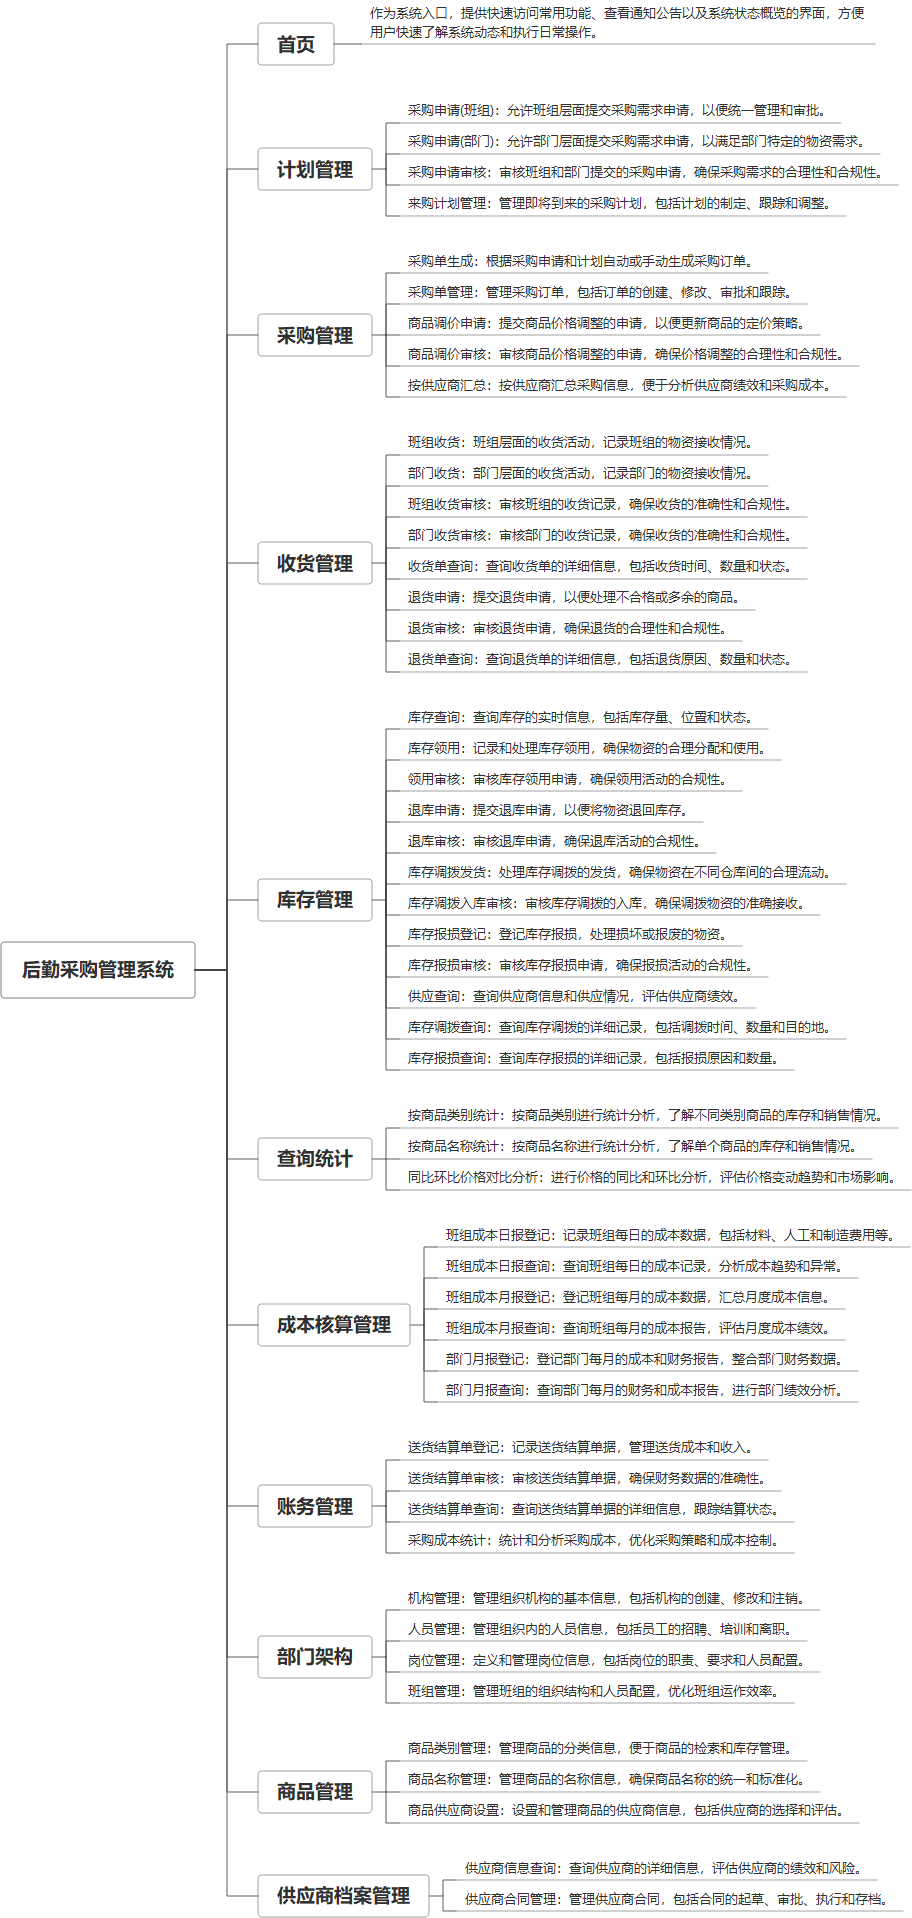 作为系统入口，提供快速访问常用功能、查看通知公告以及系统状态概览的界面，方便
用户快速了解系统动态和执行日常操作。
首页
采购申请(班组)：允许班组层面提交采购需求申请，以便统一管理和审批。
采购申请(部门)：允许部门层面提交采购需求申请，以满足部门特定的物资需求。
计划管理
采购申请审核：审核班组和部门提交的采购申请，确保采购需求的合理性和合规性。
来购计划管理：管理即将到来的采购计划，包括计划的制定、跟踪和调整。
采购单生成：根据采购申请和计划自动或手动生成采购订单。
采购单管理：管理采购订单，包括订单的创建、修改、审批和跟踪。
商品调价申请：提交商品价格调整的申请，以便更新商品的定价策略。
采购管理
商品调价审核：审核商品价格调整的申请，确保价格调整的合理性和合规性。
按供应商汇总：按供应商汇总采购信息，便于分析供应商绩效和采购成本。
班组收货：班组层面的收货活动，记录班组的物资接收情况。
部门收货：部门层面的收货活动，记录部门的物资接收情况。
班组收货审核：审核班组的收货记录，确保收货的准确性和合规性。
部门收货审核：审核部门的收货记录，确保收货的准确性和合规性。
收货管理
收货单查询：查询收货单的详细信息，包括收货时间、数量和状态。
退货申请：提交退货申请，以便处理不合格或多余的商品。
退货审核：审核退货申请，确保退货的合理性和合规性。
退货单查询：查询退货单的详细信息，包括退货原因、数量和状态。
库存查询：查询库存的实时信息，包括库存量、位置和状态。
库存领用：记录和处理库存领用，确保物资的合理分配和使用。
领用审核：审核库存领用申请，确保领用活动的合规性。
退库申请：提交退库申请，以便将物资退回库存。
退库审核：审核退库申请，确保退库活动的合规性。
库存调拨发货：处理库存调拨的发货，确保物资在不同仓库间的合理流动。
库存管理
库存调拨入库审核：审核库存调拨的入库，确保调拨物资的准确接收。
库存报损登记：登记库存报损，处理损坏或报废的物资。
库存报损审核：审核库存报损申请，确保报损活动的合规性。
后勤采购管理系统
供应查询：查询供应商信息和供应情况，评估供应商绩效。
库存调拨查询：查询库存调拨的详细记录，包括调拨时间、数量和目的地。
库存报损查询：查询库存报损的详细记录，包括报损原因和数量。
按商品类别统计：按商品类别进行统计分析，了解不同类别商品的库存和销售情况。
按商品名称统计：按商品名称进行统计分析，了解单个商品的库存和销售情况。
查询统计
同比环比价格对比分析：进行价格的同比和环比分析，评估价格变动趋势和市场影响。
班组成本日报登记：记录班组每日的成本数据，包括材料、人工和制造费用等。
班组成本日报查询：查询班组每日的成本记录，分析成本趋势和异常。
班组成本月报登记：登记班组每月的成本数据，汇总月度成本信息。
成本核算管理
班组成本月报查询：查询班组每月的成本报告，评估月度成本绩效。
部门月报登记：登记部门每月的成本和财务报告，整合部门财务数据。
部门月报查询：查询部门每月的财务和成本报告，进行部门绩效分析。
送货结算单登记：记录送货结算单据，管理送货成本和收入。
送货结算单审核：审核送货结算单据，确保财务数据的准确性。
账务管理
送货结算单查询：查询送货结算单据的详细信息，跟踪结算状态。
采购成本统计：统计和分析采购成本，优化采购策略和成本控制。
机构管理：管理组织机构的基本信息，包括机构的创建、修改和注销。
人员管理：管理组织内的人员信息，包括员工的招聘、培训和离职。
部门架构
岗位管理：定义和管理岗位信息，包括岗位的职责、要求和人员配置。
班组管理：管理班组的组织结构和人员配置，优化班组运作效率。
商品类别管理：管理商品的分类信息，便于商品的检索和库存管理。
商品名称管理：管理商品的名称信息，确保商品名称的统一和标准化。
商品管理
商品供应商设置：设置和管理商品的供应商信息，包括供应商的选择和评估。
供应商信息查询：查询供应商的详细信息，评估供应商的绩效和风险。
供应商档案管理
供应商合同管理：管理供应商合同，包括合同的起草、审批、执行和存档。